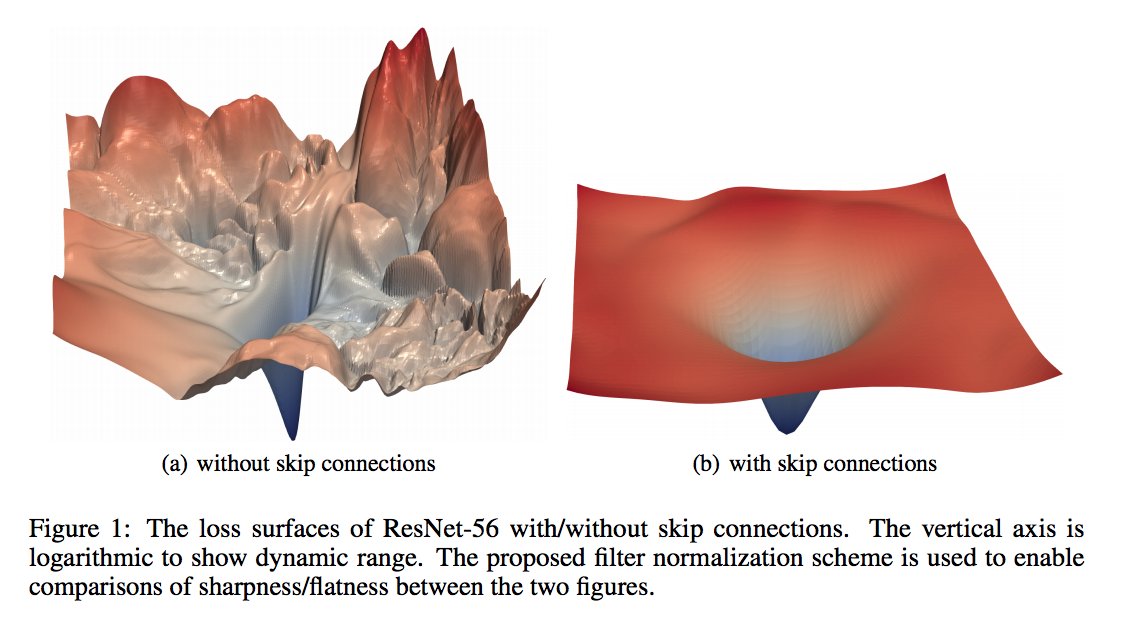 (a) without skip connections
(b) with skip connections
Figure 1: The loss surfaces of ResNet-56 with/without skip connections. The vertical axis is
logarithmic to show dynamic range. The proposed filter normalization scheme is used to enable
comparisons of sharpness/flatness between the two figures.